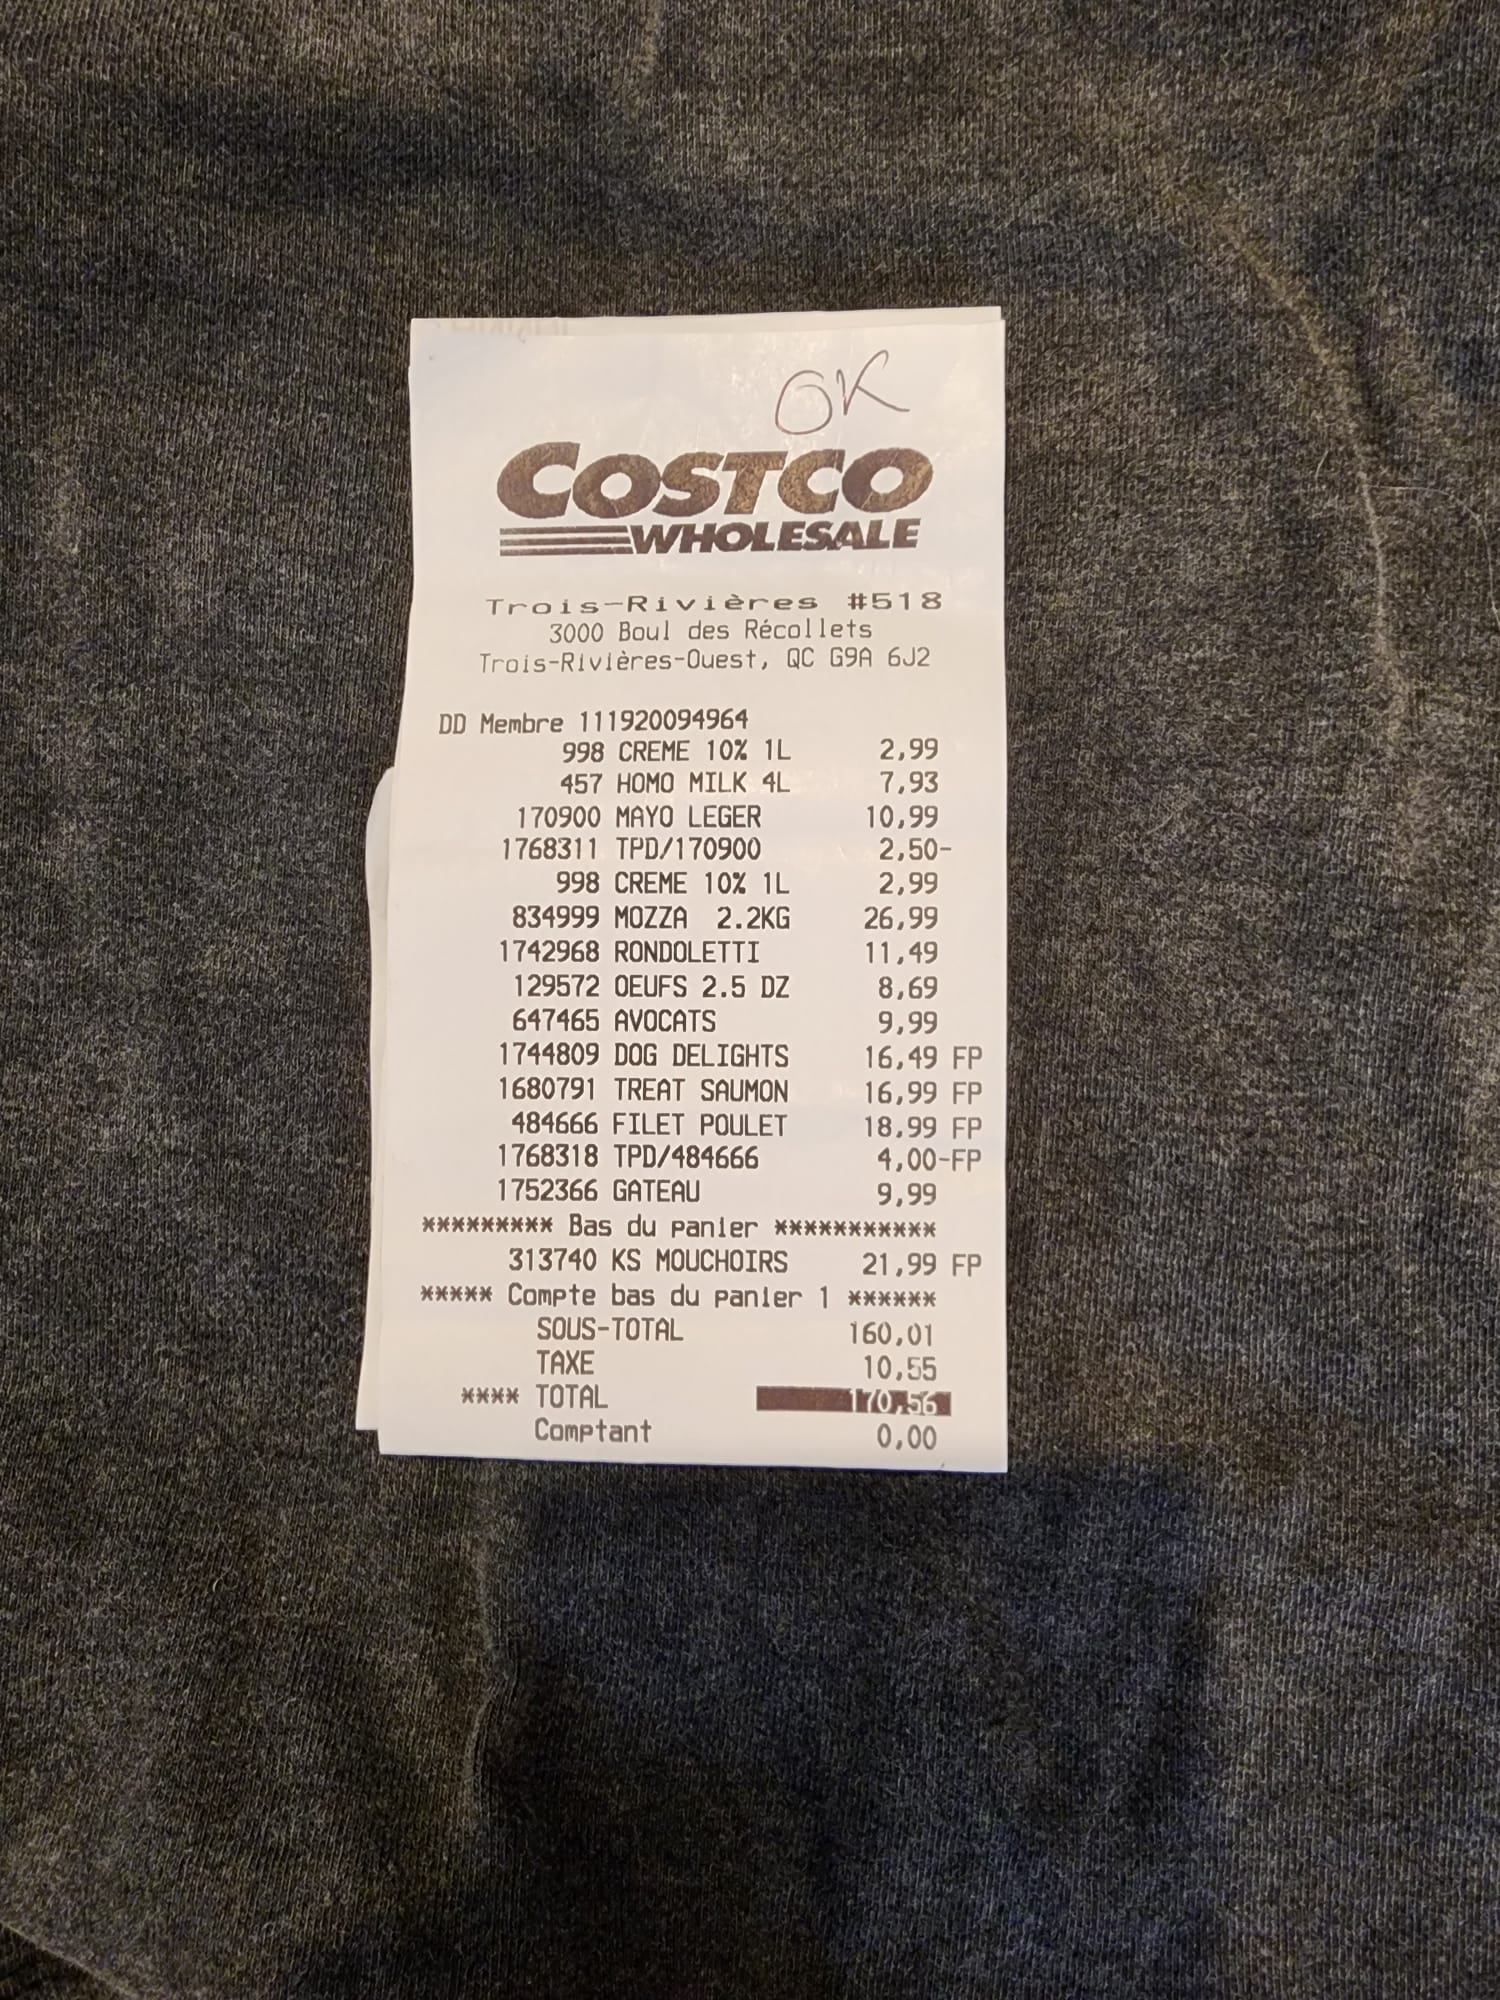 OK
COSTCO
WHOLESALE
Trois-Rivières #518
3000 Boul des Récollets
Trois-Rivières-Ouest, QC G9A 6J2
DD Membre 111920094964
998 CREME 10% 1L 2,99
457 HOMO MILK 4L 7,93
170900 MAYO LEGER 10,99
1768311 TPD/170900 2,50-
998 CREME 10% 1L 2,99
834999 MOZZA 2.2KG 26,99
1742968 RONDOLETTI 11,49
129572 OEUFS 2.5 DZ 8,69
647465 AVOCATS 9,99
1744809 DOG DELIGHTS 16,49 FP
1680791 TREAT SAUMON 16,99 FP
484666 FILET POULET 18,99 FP
1768318 TPD/484666 4,00-FP
1752366 GATEAU 9,99
********* Bas du panier ***********
313740 KS MOUCHOIRS 21,99 FP
***** Compte bas du panier 1 ******
SOUS-TOTAL 160,01
TAXE 10,55
**** TOTAL 170,56
Comptant 0,00